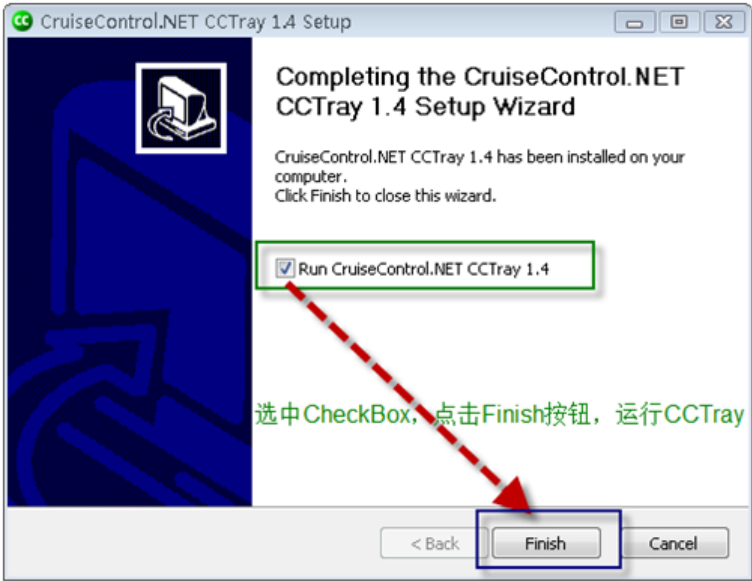 CruiseControl.NET CCTray 1.4 Setup
Completing the CruiseControl.NET
CCTray 1.4 Setup Wizard
CruiseControl.NET CCTray 1.4 has been installed on your
computer.
Click Finish to close this wizard.
Run CruiseControl.NET CCTray 1.4
选中CheckBox，点击Finish按钮，运行CCTray
< Back
Finish
Cancel